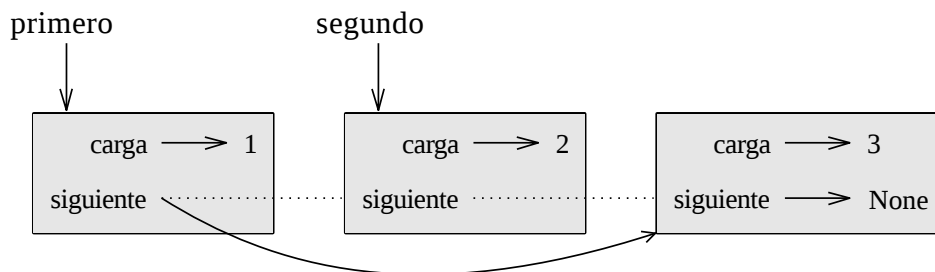 primero segundo
carga 1 carga 2 carga 3
siguiente siguiente siguiente None